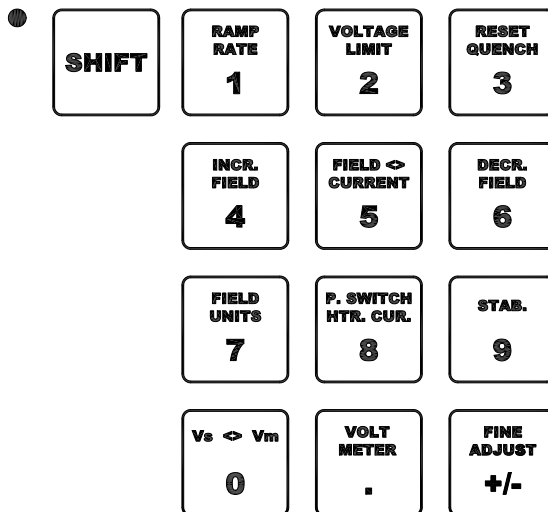 SHIFT
RAMP
RATE
1
VOLTAGE
LIMIT
2
RESET
QUENCH
3
INCR.
FIELD
4
FIELD <>
CURRENT
5
DECR.
FIELD
6
FIELD
UNITS
7
P. SWITCH
HTR. CUR.
8
STAB.
9
Vs <> Vm
0
VOLT
METER
.
FINE
ADJUST
+/-